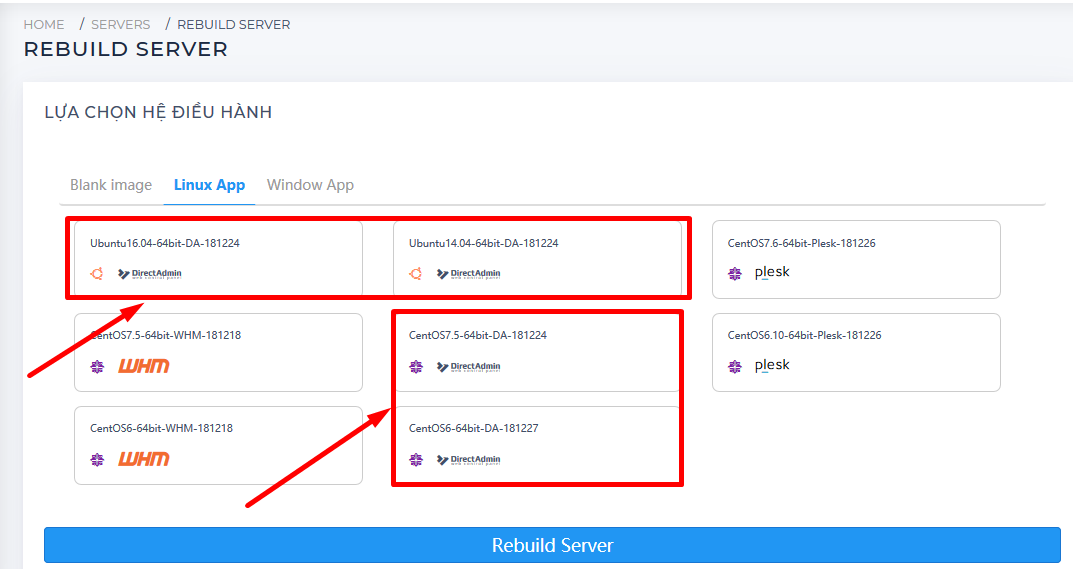 HOME / SERVERS / REBUILD SERVER
REBUILD SERVER
LỰA CHỌN HỆ ĐIỀU HÀNH
Blank image Linux App Window App
Ubuntu16.04-64bit-DA-181224
DirectAdmin
web control panel
Ubuntu14.04-64bit-DA-181224
DirectAdmin
web control panel
CentOS7.6-64bit-Plesk-181226
plesk
CentOS7.5-64bit-WHM-181218
WHM
CentOS7.5-64bit-DA-181224
DirectAdmin
web control panel
CentOS6.10-64bit-Plesk-181226
plesk
CentOS6-64bit-WHM-181218
WHM
CentOS6-64bit-DA-181227
DirectAdmin
web control panel
Rebuild Server